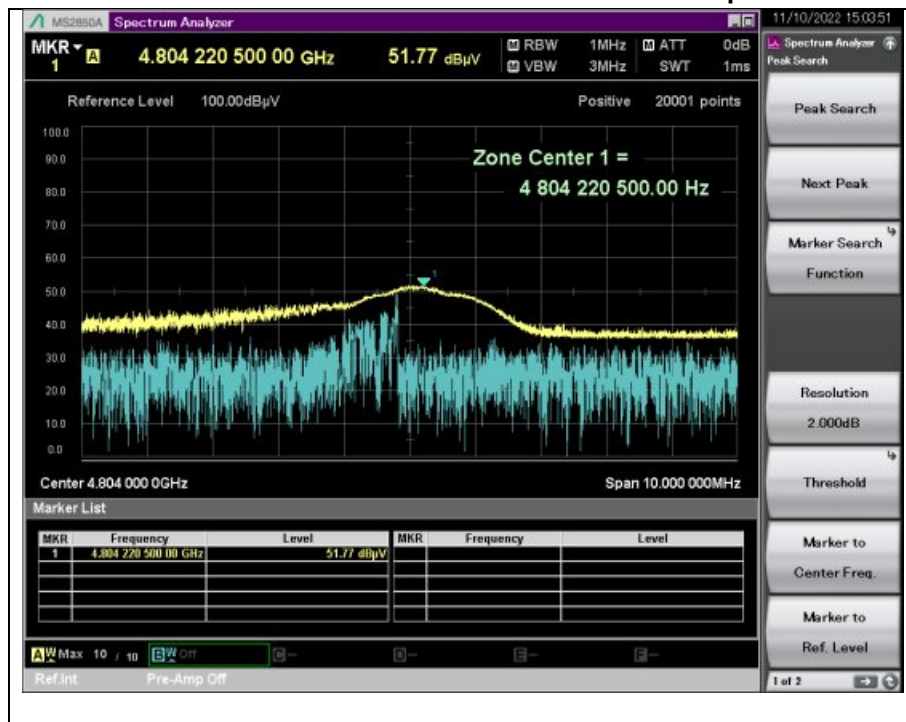 MS2850A Spectrum Analyzer
11/10/2022 15:03:51
MKR 1 A 4.804 220 500 00 GHz 51.77 dBµV
M RBW 1MHz M ATT 0dB
M VBW 3MHz SWT 1ms
Reference Level 100.00dBµV Positive 20001 points
100.0
90.0
80.0
70.0
60.0
50.0
40.0
30.0
20.0
10.0
0.0
Zone Center 1 =
4 804 220 500.00 Hz
1
Center 4.804 000 0GHz Span 10.000 000MHz
Marker List
MKR Frequency Level MKR Frequency Level
1 4.804 220 500 00 GHz 51.77 dBµV
A W Max 10 / 10 B W Off C – D – E – F –
Ref.Int Pre-Amp Off
Spectrum Analyzer
Peak Search
Peak Search
Next Peak
Marker Search
Function
Resolution
2.000dB
Threshold
Marker to
Center Freq.
Marker to
Ref. Level
1 of 2